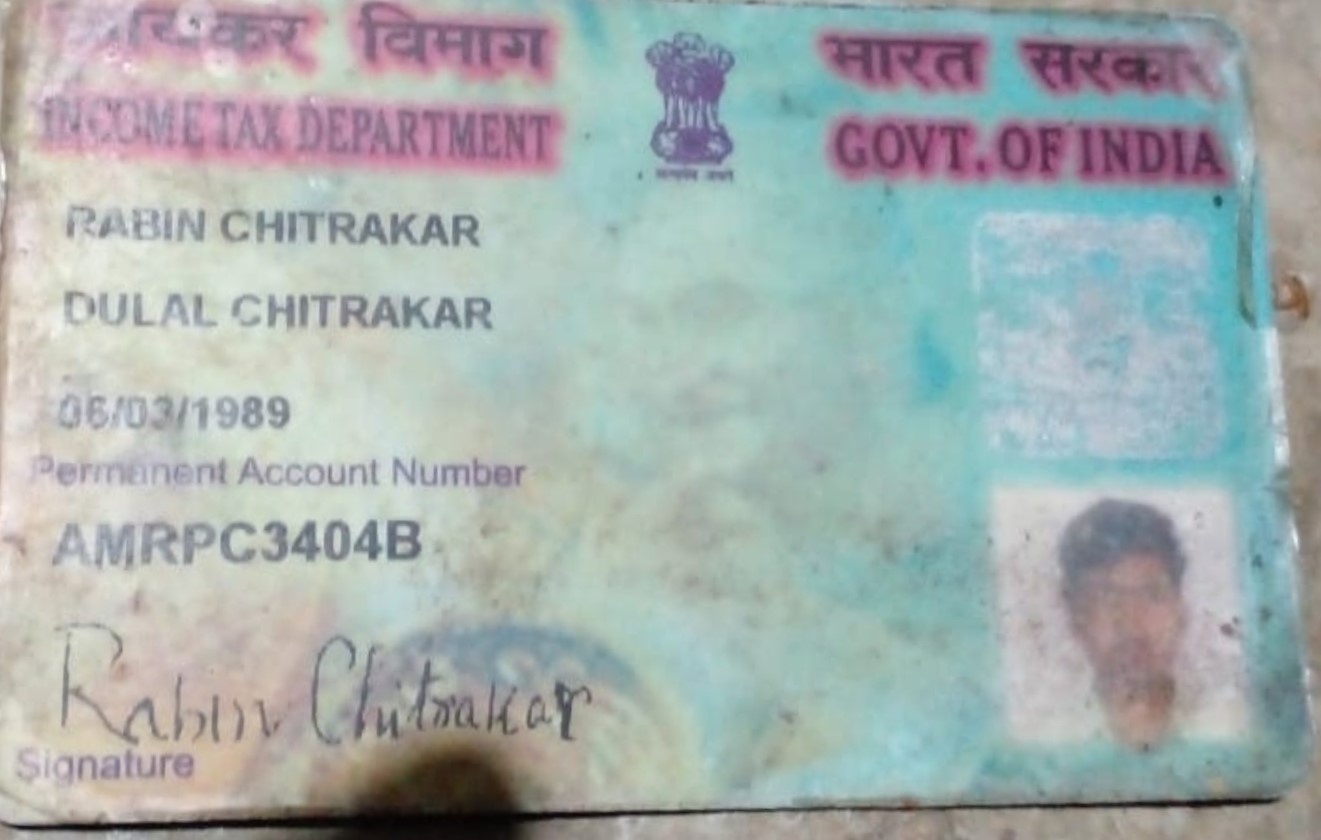 आयकर विभाग
भारत सरकार
INCOME TAX DEPARTMENT
GOVT. OF INDIA
RABIN CHITRAKAR
DULAL CHITRAKAR
06/03/1989
Permanent Account Number
AMRPC3404B
Rabin Chitrakar
Signature